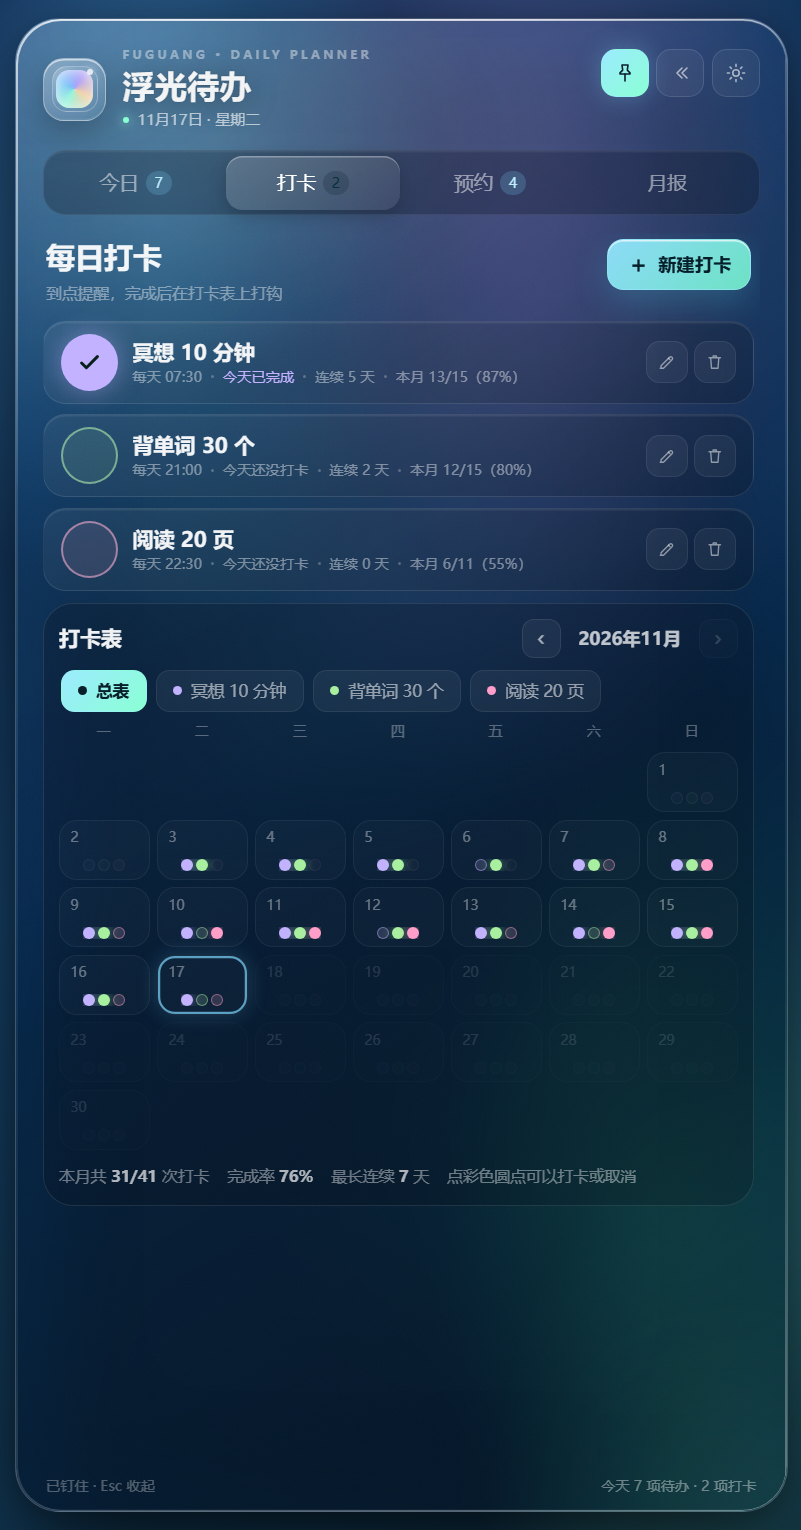 FUGUANG · DAILY PLANNER
浮光待办
11月17日 · 星期二
今日 7
打卡 2
预约 4
月报
每日打卡
到点提醒，完成后在打卡表上打钩
＋ 新建打卡
冥想 10 分钟
每天 07:30 · 今天已完成 · 连续 5 天 · 本月 13/15（87%）
背单词 30 个
每天 21:00 · 今天还没打卡 · 连续 2 天 · 本月 12/15（80%）
阅读 20 页
每天 22:30 · 今天还没打卡 · 连续 0 天 · 本月 6/11（55%）
打卡表
‹ 2026年11月 ›
总表 冥想 10 分钟 背单词 30 个 阅读 20 页
一 二 三 四 五 六 日
1
2 3 4 5 6 7 8
9 10 11 12 13 14 15
16 17 18 19 20 21 22
23 24 25 26 27 28 29
30
本月共 31/41 次打卡 完成率 76% 最长连续 7 天 点彩色圆点可以打卡或取消
已钉住 · Esc 收起
今天 7 项待办 · 2 项打卡